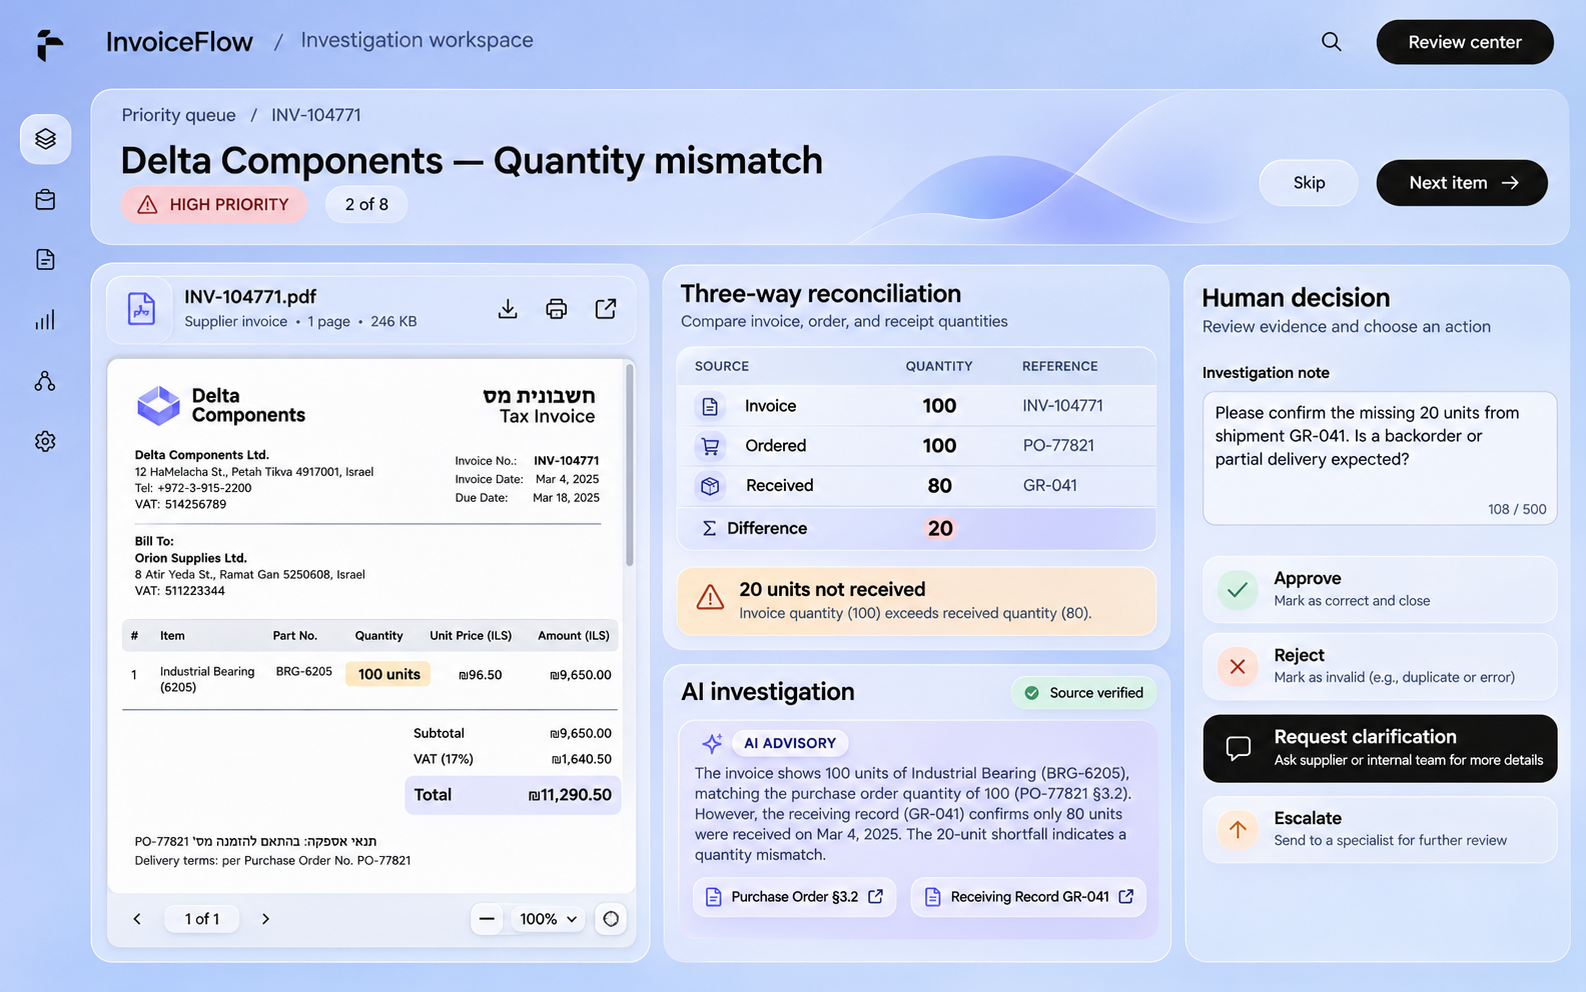 InvoiceFlow / Investigation workspace
Review center
Priority queue / INV-104771
Delta Components — Quantity mismatch
HIGH PRIORITY
2 of 8
Skip
Next item →
INV-104771.pdf
Supplier invoice • 1 page • 246 KB
Delta
Components
חשבונית מס
Tax Invoice
Delta Components Ltd.
12 HaMelacha St., Petah Tikva 4917001, Israel
Tel: +972-3-915-2200
VAT: 514256789
Invoice No.: INV-104771
Invoice Date: Mar 4, 2025
Due Date: Mar 18, 2025
Bill To:
Orion Supplies Ltd.
8 Atir Yeda St., Ramat Gan 5250608, Israel
VAT: 511223344
# Item Part No. Quantity Unit Price (ILS) Amount (ILS)
1 Industrial Bearing BRG-6205 100 units ₪96.50 ₪9,650.00
(6205)
Subtotal ₪9,650.00
VAT (17%) ₪1,640.50
Total ₪11,290.50
תנאי אספקה: בהתאם להזמנה מס' PO-77821
Delivery terms: per Purchase Order No. PO-77821
1 of 1
100%
Three-way reconciliation
Compare invoice, order, and receipt quantities
SOURCE QUANTITY REFERENCE
Invoice 100 INV-104771
Ordered 100 PO-77821
Received 80 GR-041
Σ Difference 20
20 units not received
Invoice quantity (100) exceeds received quantity (80).
AI investigation
Source verified
AI ADVISORY
The invoice shows 100 units of Industrial Bearing (BRG-6205),
matching the purchase order quantity of 100 (PO-77821 §3.2).
However, the receiving record (GR-041) confirms only 80 units
were received on Mar 4, 2025. The 20-unit shortfall indicates a
quantity mismatch.
Purchase Order §3.2
Receiving Record GR-041
Human decision
Review evidence and choose an action
Investigation note
Please confirm the missing 20 units from
shipment GR-041. Is a backorder or
partial delivery expected?
108 / 500
Approve
Mark as correct and close
Reject
Mark as invalid (e.g., duplicate or error)
Request clarification
Ask supplier or internal team for more details
Escalate
Send to a specialist for further review